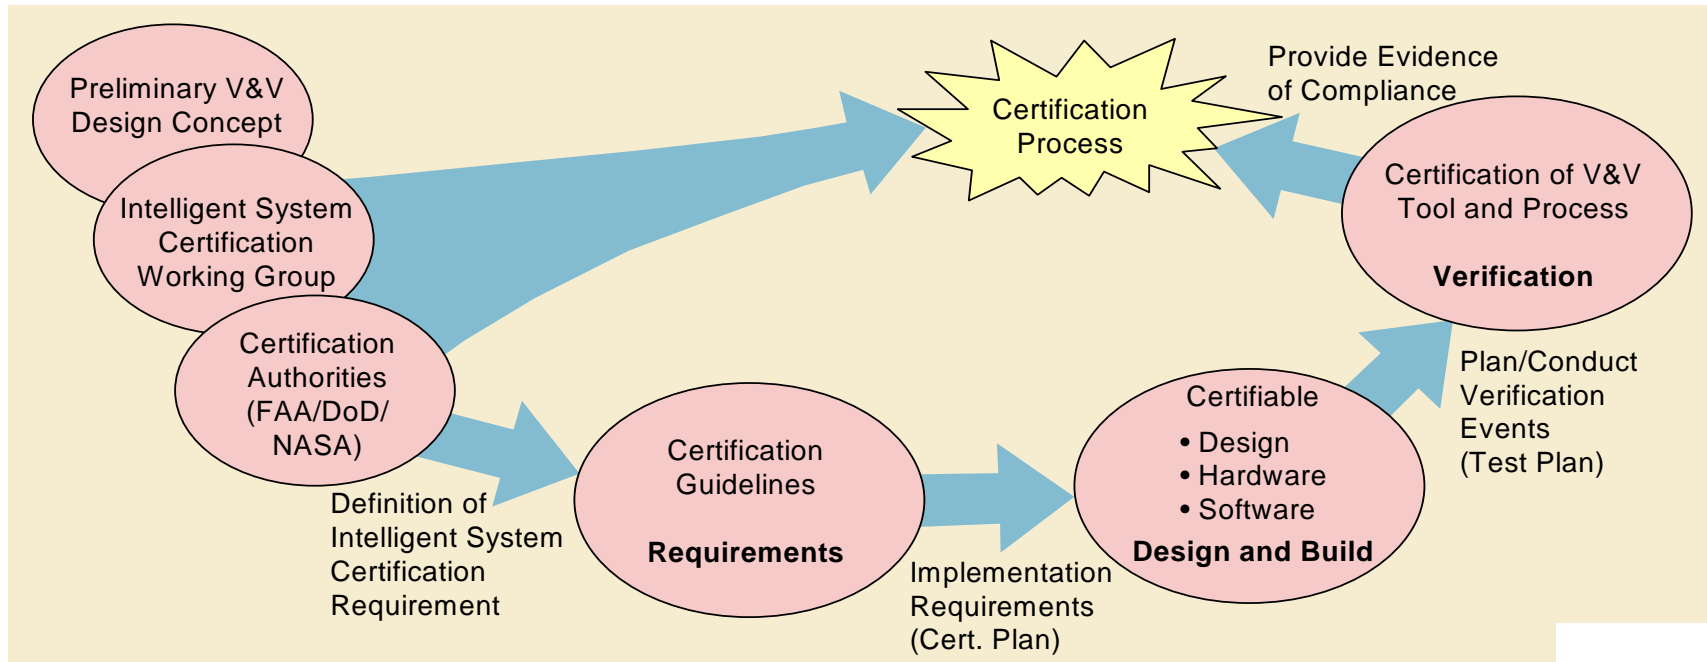 Preliminary V&V
Design Concept
Intelligent System
Certification
Working Group
Certification
Authorities
(FAA/DoD/
NASA)
Definition of
Intelligent System
Certification
Requirement
Certification
Guidelines
Requirements
Implementation
Requirements
(Cert. Plan)
Certifiable
• Design
• Hardware
• Software
Design and Build
Plan/Conduct
Verification
Events
(Test Plan)
Certification of V&V
Tool and Process
Verification
Provide Evidence
of Compliance
Certification
Process